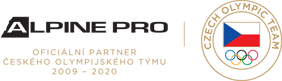 ALPINE PRO
OFICIÁLNÍ PARTNER
ČESKÉHO OLYMPIJSKÉHO TÝMU
2009 - 2020
CZECH OLYMPIC TEAM